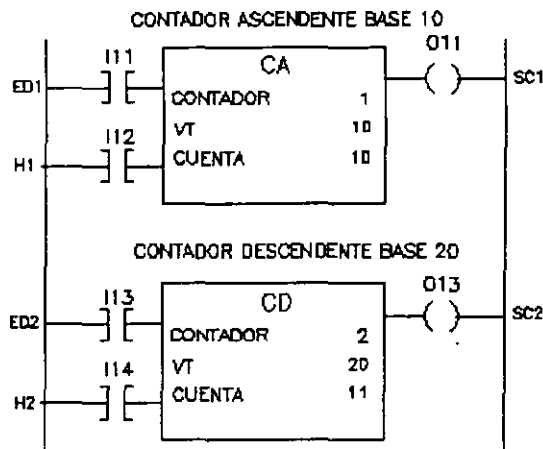 CONTADOR ASCENDENTE BASE 10
I11
CA
O11
ED1
SC1
CONTADOR 1
VT 10
I12
CUENTA 10
H1
CONTADOR DESCENDENTE BASE 20
I13
CD
O13
ED2
SC2
CONTADOR 2
VT 20
I14
CUENTA 11
H2